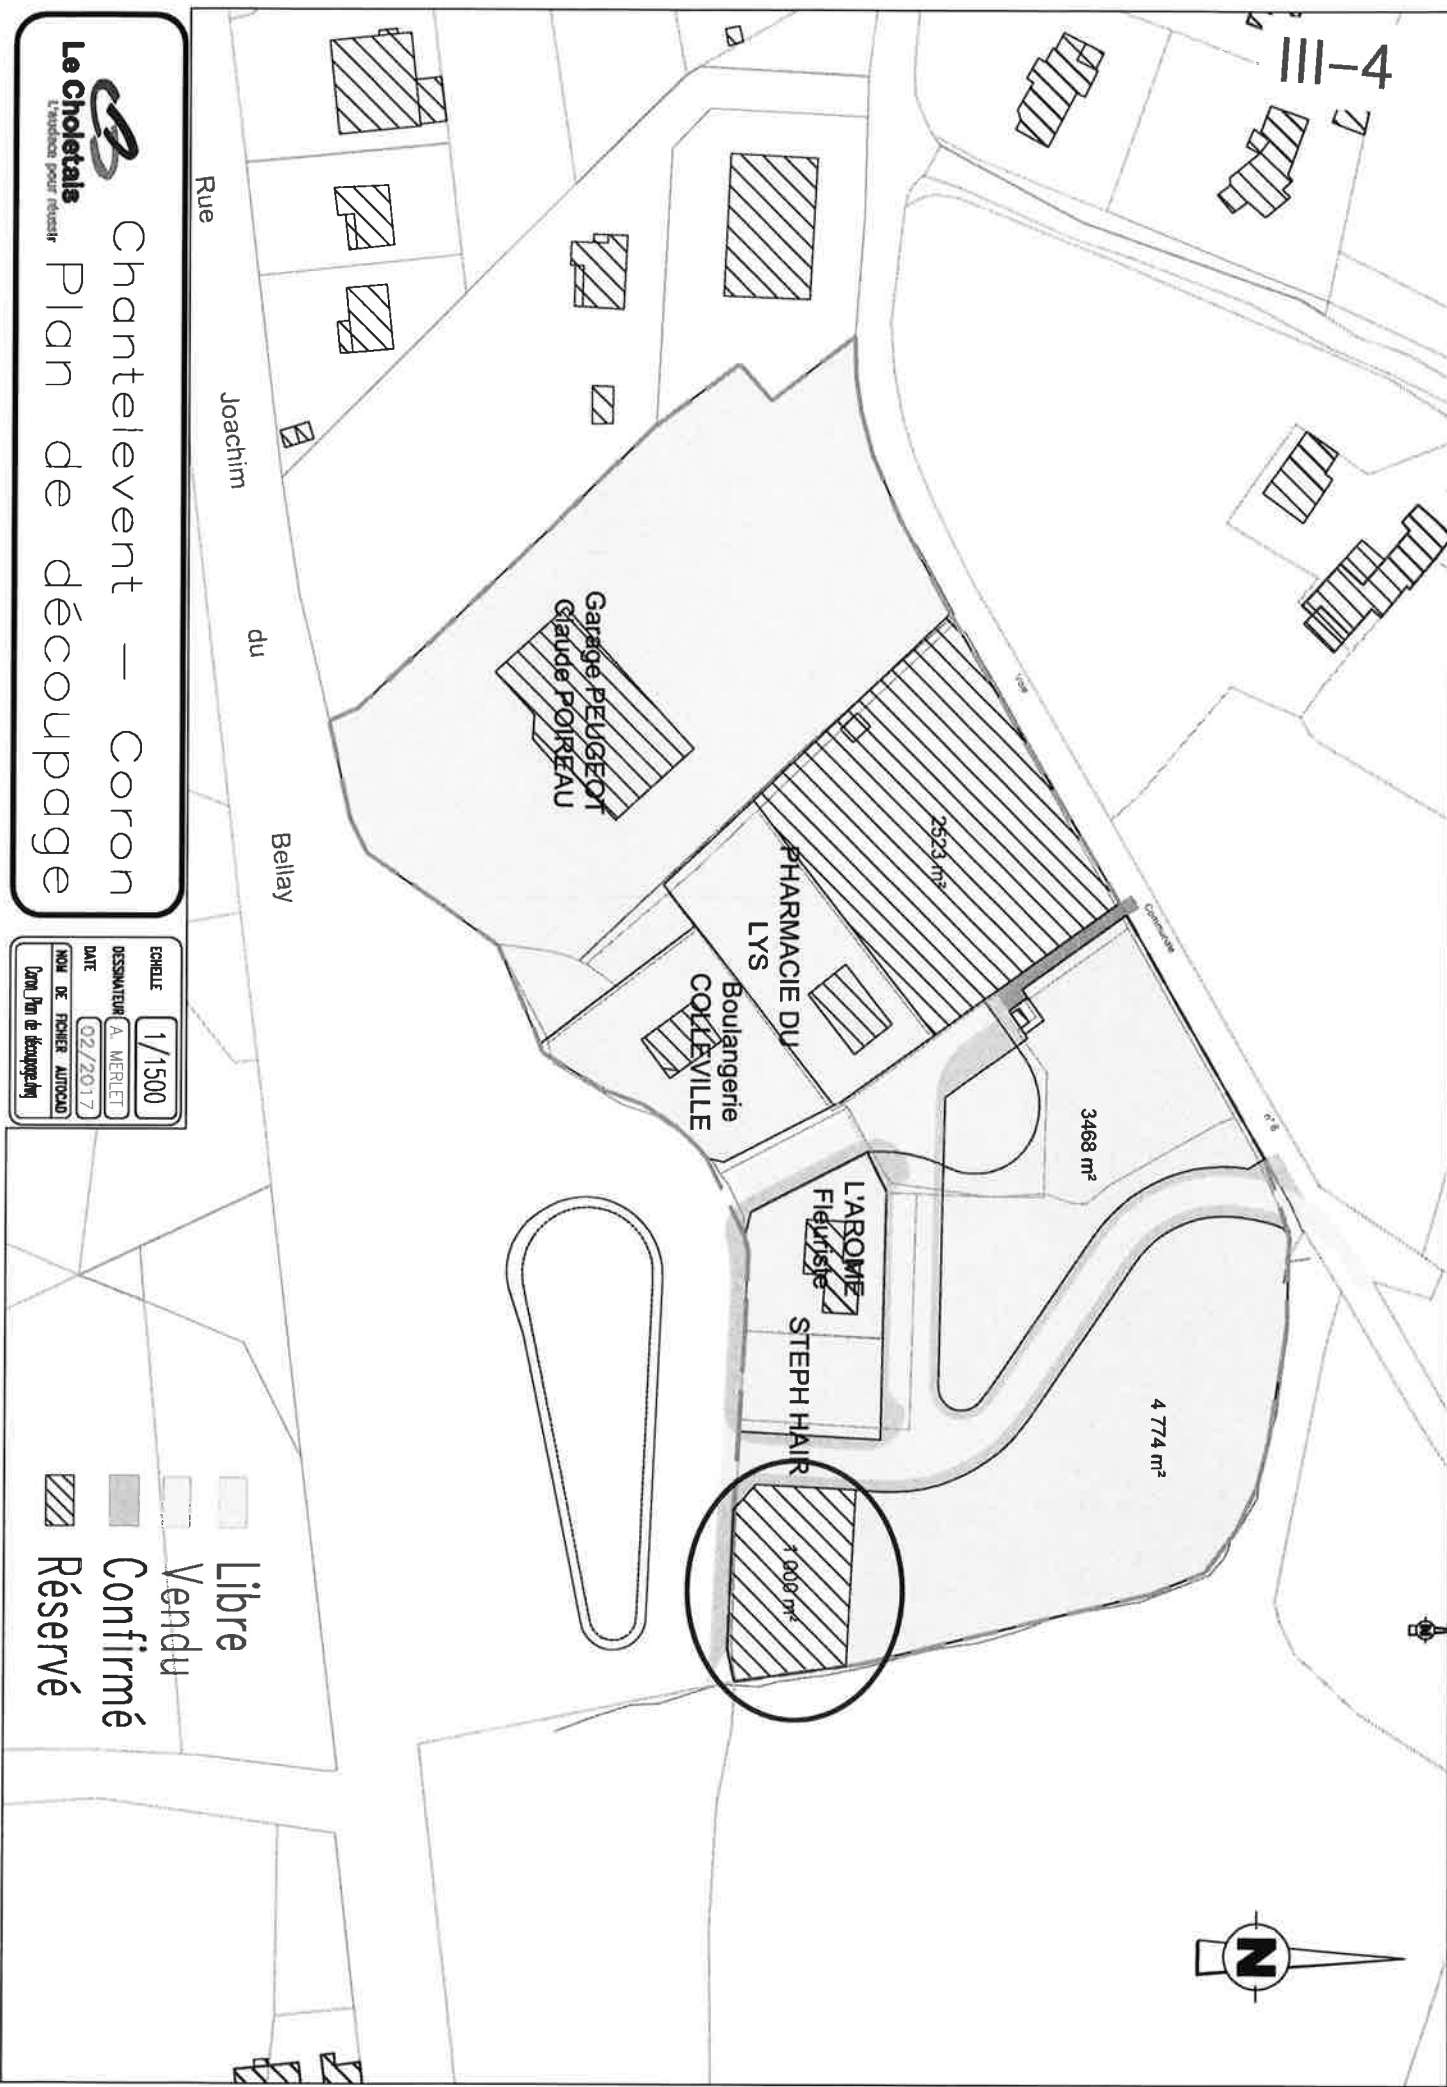 III-4
Le Choletais
L'audace pour réussir
Chantelevent - Coron
Plan de découpage
ECHELLE 1/1500
DESSINATEUR A. MERLET
DATE 02/2017
NOM DE FICHIER AUTOCAD
Coron_Plan de découpage.dwg
Rue Joachim du Bellay
Garage PEUGEOT
Claude POIREAU
2523 m²
PHARMACIE DU
LYS
Boulangerie
COLLEVILLE
L'AROME
Fleuriste
STEPH HAIR
3468 m²
4 774 m²
1 000 m²
Voie Communale n° 6
Libre
Vendu
Confirmé
Réservé
N
N